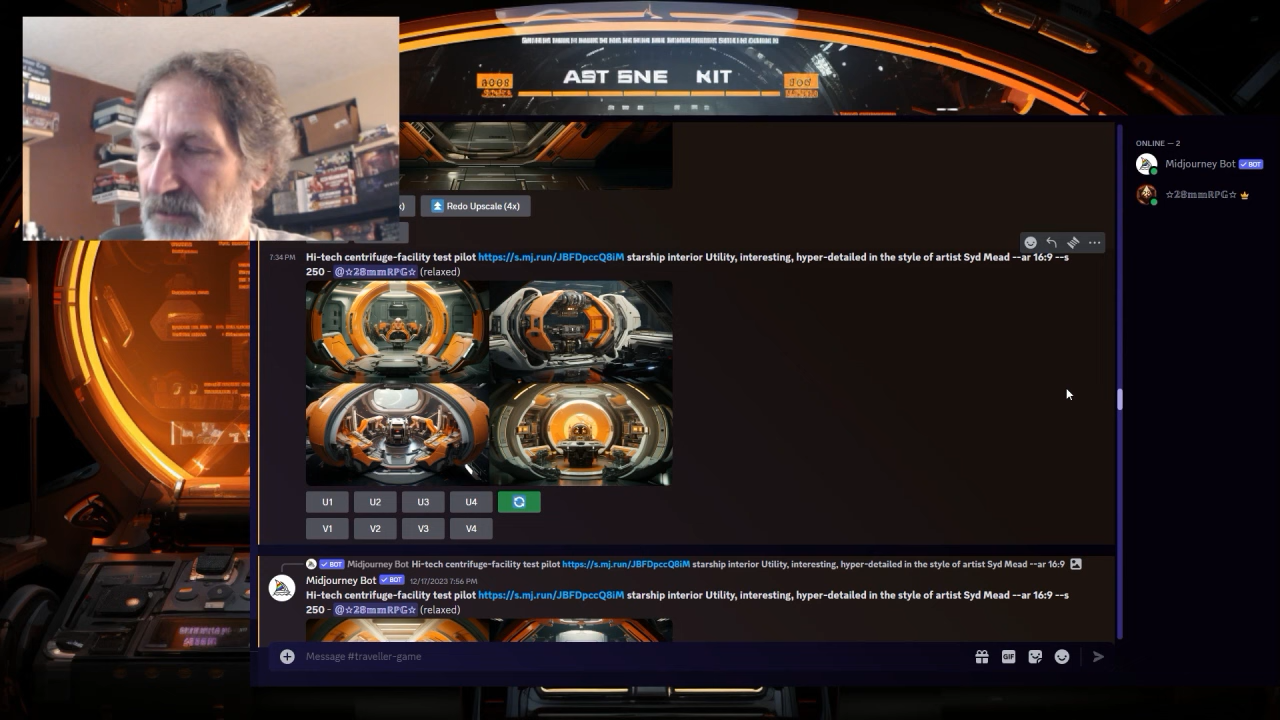 AST SNE KIT
ONLINE — 2
Midjourney Bot ✓ BOT
☆28mmRPG☆
Redo Upscale (4x)
7:34 PM Hi-tech centrifuge-facility test pilot https://s.mj.run/JBFDpccQ8iM starship interior Utility, interesting, hyper-detailed in the style of artist Syd Mead --ar 16:9 --s
250 - @☆28mmRPG☆ (relaxed)
U1 U2 U3 U4
V1 V2 V3 V4
✓ BOT Midjourney Bot Hi-tech centrifuge-facility test pilot https://s.mj.run/JBFDpccQ8iM starship interior Utility, interesting, hyper-detailed in the style of artist Syd Mead --ar 16:9
Midjourney Bot ✓ BOT 12/17/2023 7:56 PM
Hi-tech centrifuge-facility test pilot https://s.mj.run/JBFDpccQ8iM starship interior Utility, interesting, hyper-detailed in the style of artist Syd Mead --ar 16:9 --s
250 - @☆28mmRPG☆ (relaxed)
Message #traveller-game
GIF